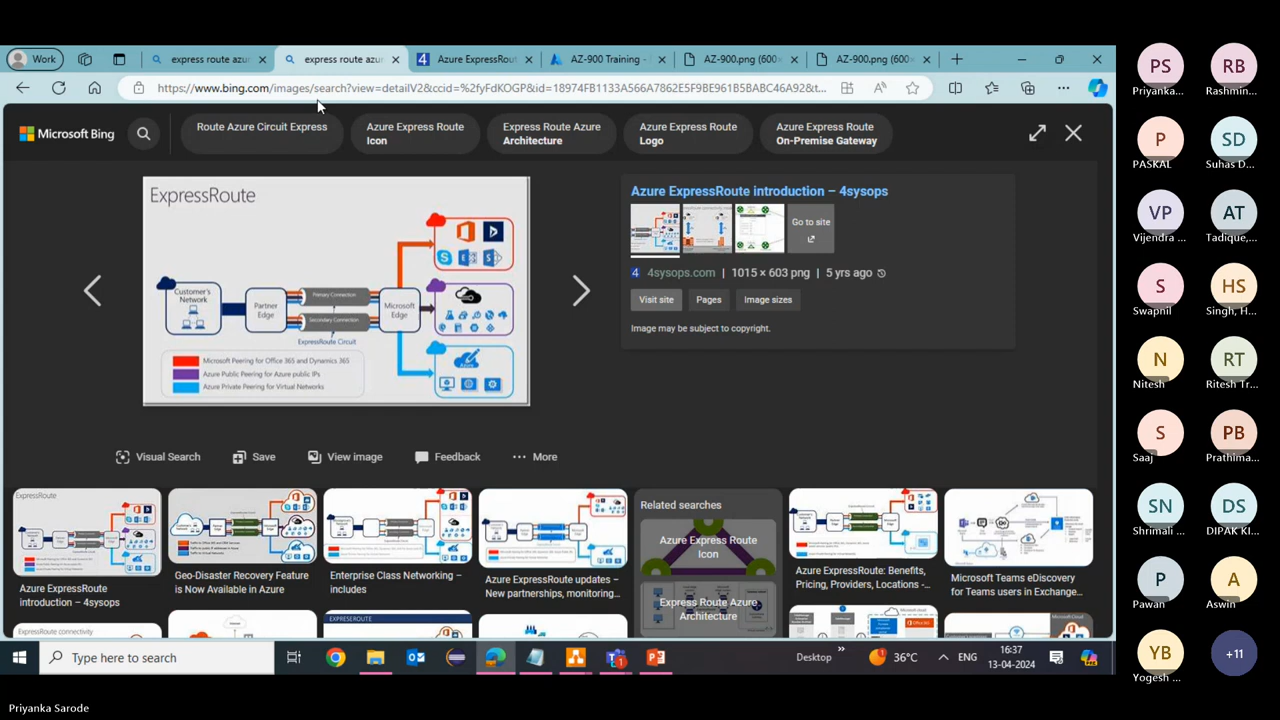 Work
express route azur
express route azur
Azure ExpressRout
AZ-900 Training -
AZ-900.png (600×
AZ-900.png (600×
https://www.bing.com/images/search?view=detailV2&ccid=%2fyFdKOGP&id=18974FB1133A566A7862E5F9BE961B5BABC46A92&t...
Microsoft Bing
Route Azure Circuit Express
Azure Express Route Icon
Express Route Azure Architecture
Azure Express Route Logo
Azure Express Route On-Premise Gateway
ExpressRoute
Customer's Network
Partner Edge
Primary Connection
Secondary Connection
Microsoft Edge
ExpressRoute Circuit
Microsoft Peering for Office 365 and Dynamics 365
Azure Public Peering for Azure public IPs
Azure Private Peering for Virtual Networks
Azure ExpressRoute introduction – 4sysops
Go to site
4 4sysops.com | 1015 × 603 png | 5 yrs ago
Visit site
Pages
Image sizes
Image may be subject to copyright.
Visual Search
Save
View image
Feedback
More
ExpressRoute
Azure ExpressRoute introduction – 4sysops
Geo-Disaster Recovery Feature is Now Available in Azure
Enterprise Class Networking – includes
Azure ExpressRoute updates – New partnerships, monitoring...
Related searches
Azure Express Route Icon
Express Route Azure Architecture
Azure ExpressRoute: Benefits, Pricing, Providers, Locations -...
Microsoft Teams eDiscovery for Teams users in Exchange...
ExpressRoute connectivity
EXPRESEROUTE
Type here to search
Desktop
36°C
ENG
16:37
13-04-2024
PS
Priyanka...
RB
Rashmin...
P
PASKAL
SD
Suhas D...
VP
Vijendra ...
AT
Tadique,...
S
Swapnil
HS
Singh, H...
N
Nitesh
RT
Ritesh Tr...
S
Saaj
PB
Prathima...
SN
Shrimali ...
DS
DIPAK KI...
P
Pawan
A
Aswin
YB
Yogesh ...
+11
Priyanka Sarode